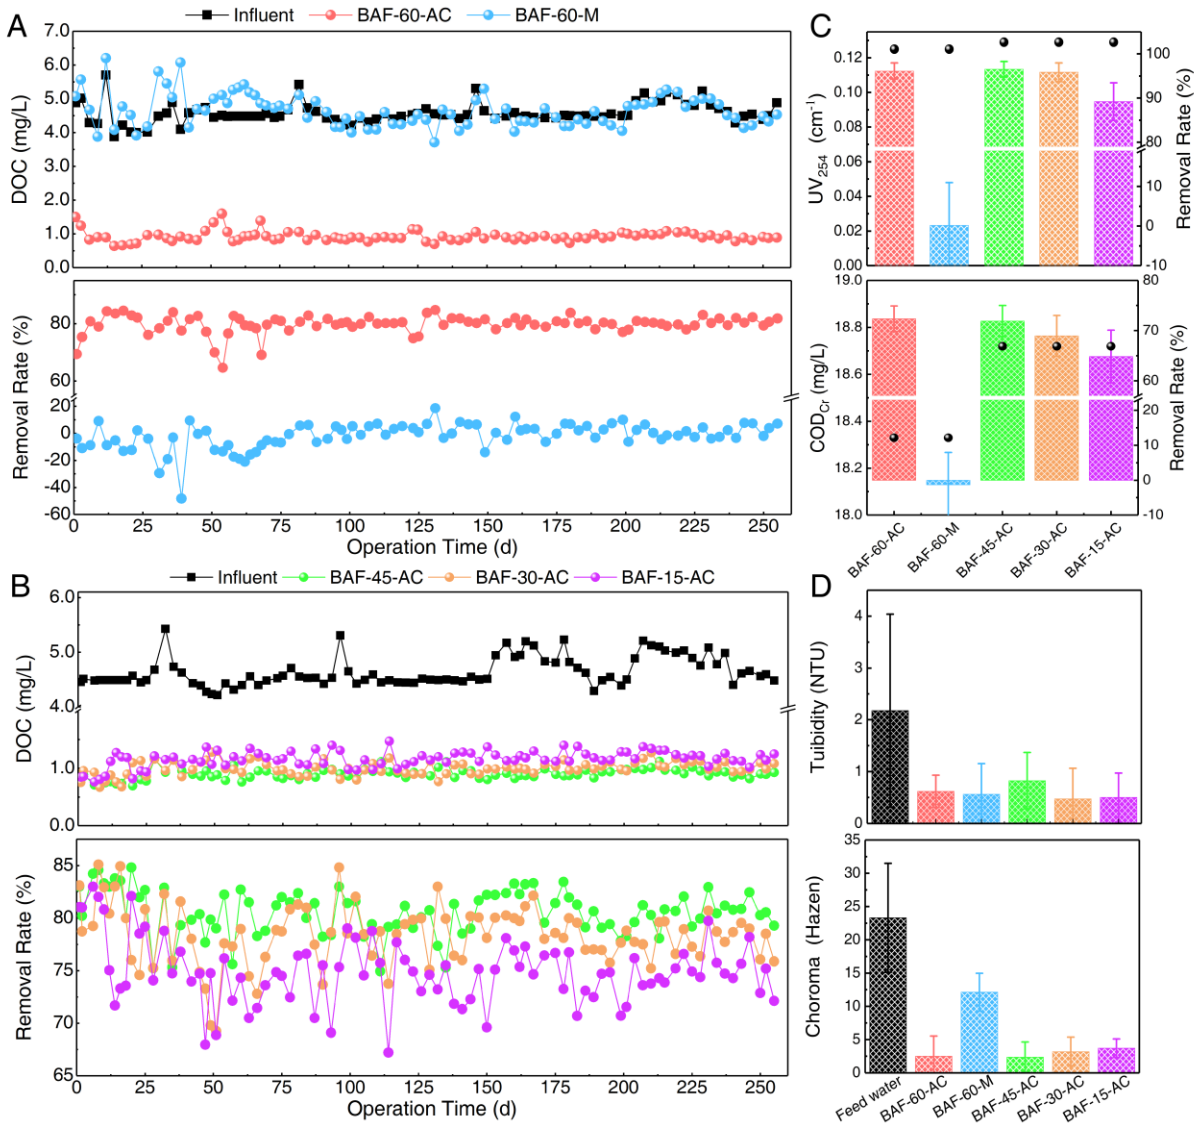 A
Influent BAF-60-AC BAF-60-M
DOC (mg/L)
7.0
6.0
5.0
4.0
3.0
2.0
1.0
0.0
Removal Rate (%)
80
60
20
0
-20
-40
-60
0 25 50 75 100 125 150 175 200 225 250
Operation Time (d)
B
Influent BAF-45-AC BAF-30-AC BAF-15-AC
DOC (mg/L)
6.0
5.0
4.0
1.0
0.0
Removal Rate (%)
85
80
75
70
65
0 25 50 75 100 125 150 175 200 225 250
Operation Time (d)
C
UV254 (cm-1)
0.12
0.10
0.08
0.06
0.04
0.02
0.00
100
90
80
10
0
-10
Removal Rate (%)
CODCr (mg/L)
19.0
18.8
18.6
18.4
18.2
18.0
80
70
60
20
10
0
-10
Removal Rate (%)
BAF-60-AC BAF-60-M BAF-45-AC BAF-30-AC BAF-15-AC
D
Tuibidity (NTU)
4
3
2
1
0
Choroma (Hazen)
35
30
25
20
15
10
5
0
Feed water BAF-60-AC BAF-60-M BAF-45-AC BAF-30-AC BAF-15-AC